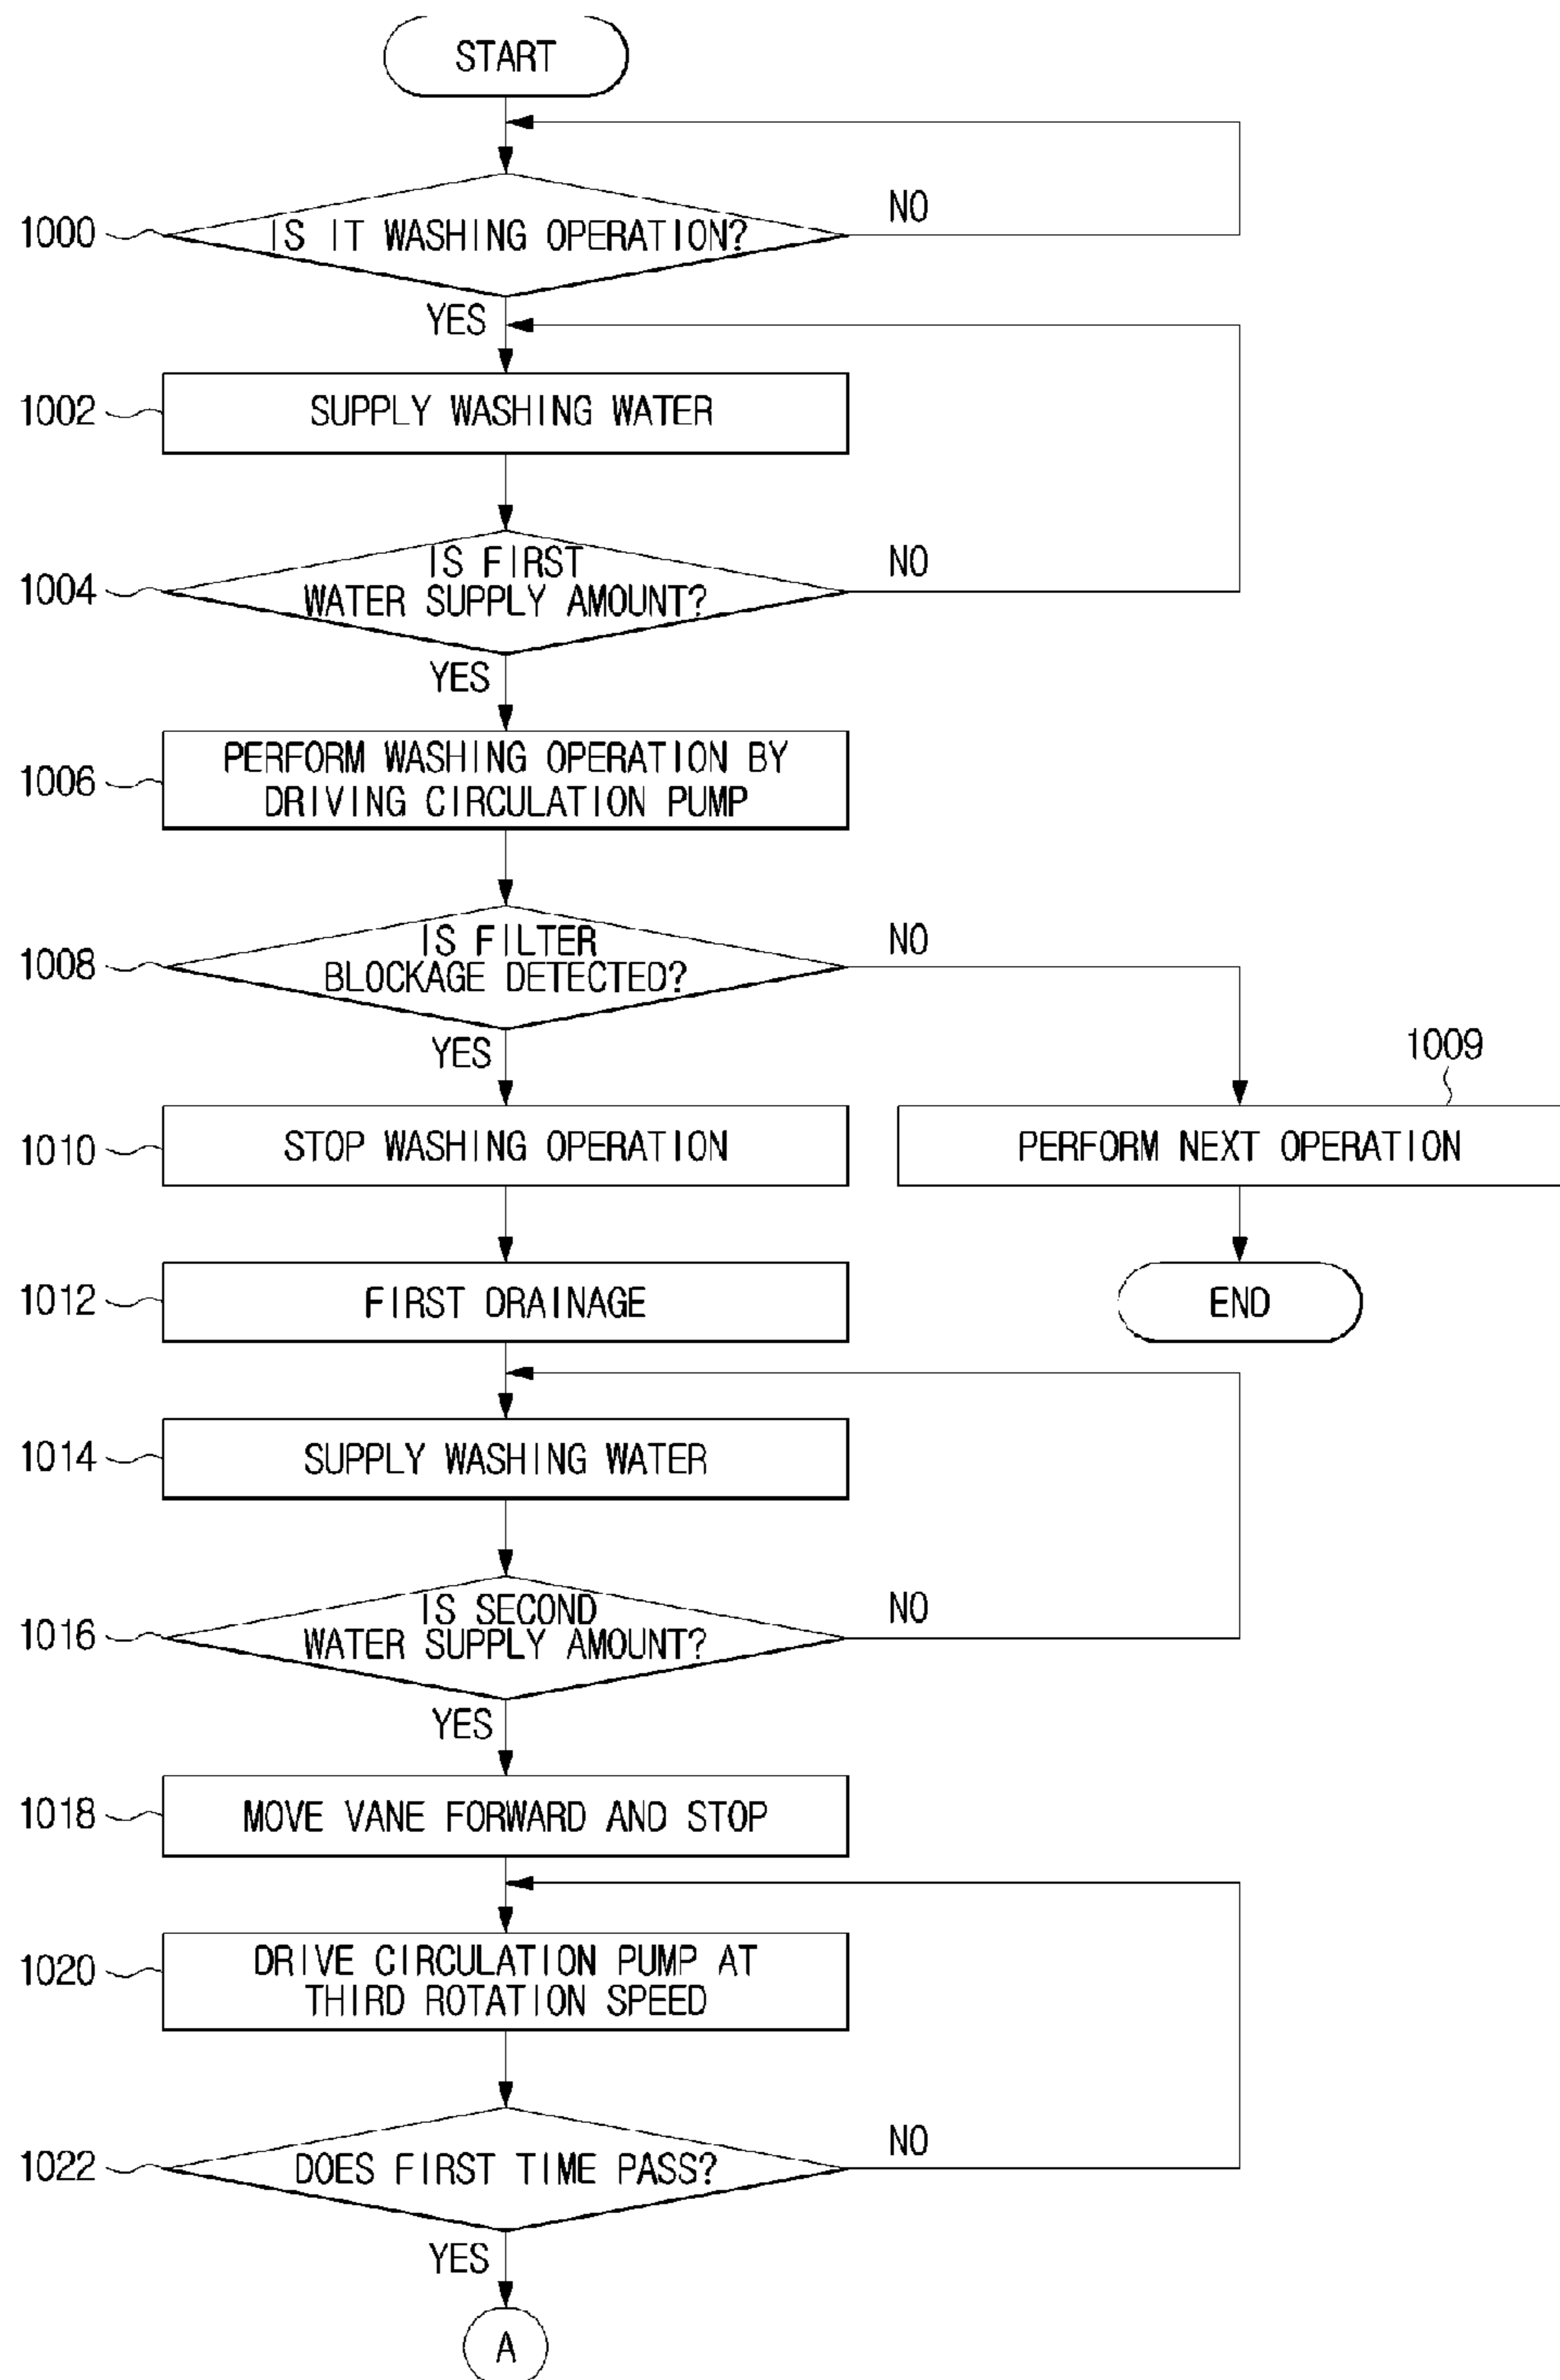 START
NO
1000
IS IT WASHING OPERATION?
YES
1002
SUPPLY WASHING WATER
NO
1004
IS FIRST
WATER SUPPLY AMOUNT?
YES
1006
PERFORM WASHING OPERATION BY
DRIVING CIRCULATION PUMP
NO
1008
IS FILTER
BLOCKAGE DETECTED?
YES
1009
1010
STOP WASHING OPERATION
PERFORM NEXT OPERATION
1012
FIRST DRAINAGE
END
1014
SUPPLY WASHING WATER
NO
1016
IS SECOND
WATER SUPPLY AMOUNT?
YES
1018
MOVE VANE FORWARD AND STOP
1020
DRIVE CIRCULATION PUMP AT
THIRD ROTATION SPEED
NO
1022
DOES FIRST TIME PASS?
YES
A